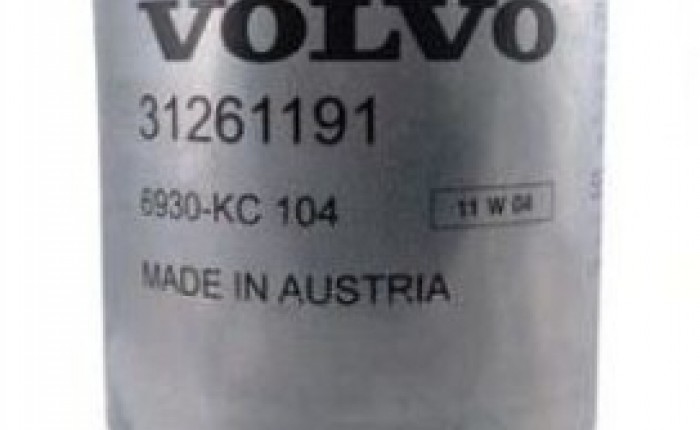 VOLVO
31261191
6930-KC 104 11 W 04
MADE IN AUSTRIA